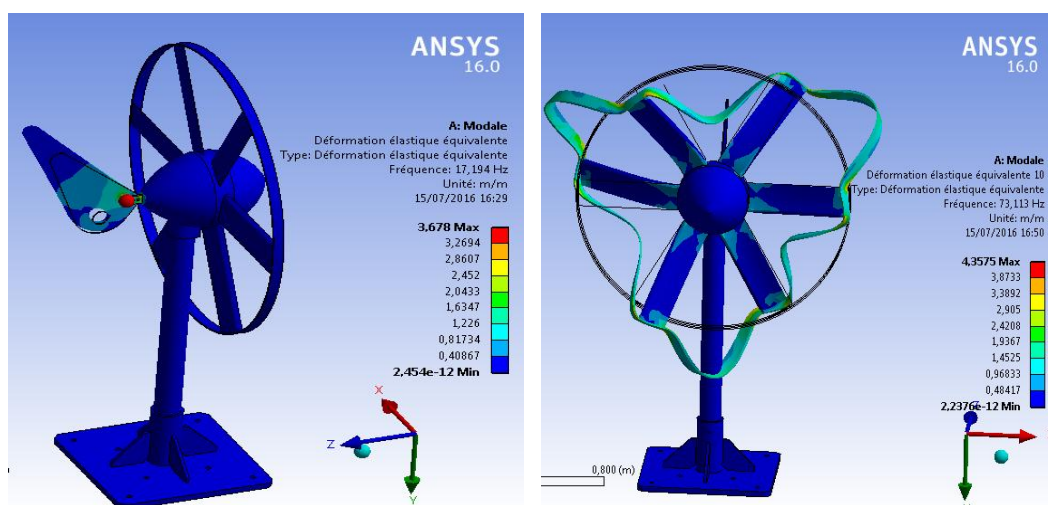 ANSYS
16.0
A: Modale
Déformation élastique équivalente
Type: Déformation élastique équivalente
Fréquence: 17,194 Hz
Unité: m/m
15/07/2016 16:29
3,678 Max
3,2694
2,8607
2,452
2,0433
1,6347
1,226
0,81734
0,40867
2,454e-12 Min
X
Z
Y
ANSYS
16.0
A: Modale
Déformation élastique équivalente 10
Type: Déformation élastique équivalente
Fréquence: 73,113 Hz
Unité: m/m
15/07/2016 16:50
4,3575 Max
3,8733
3,3892
2,905
2,4208
1,9367
1,4525
0,96833
0,48417
2,2376e-12 Min
0,800 (m)